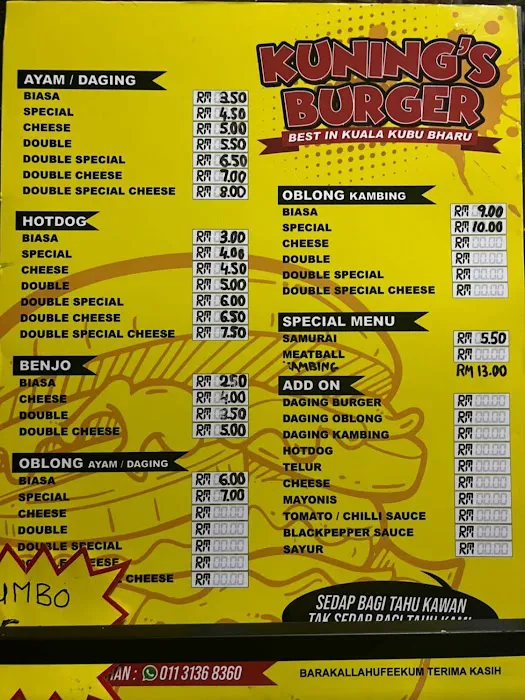 KUNING'S
BURGER
BEST IN KUALA KUBU BHARU
AYAM / DAGING
BIASA RM 3.50
SPECIAL RM 4.50
CHEESE RM 5.00
DOUBLE RM 5.50
DOUBLE SPECIAL RM 6.50
DOUBLE CHEESE RM 7.00
DOUBLE SPECIAL CHEESE RM 8.00
HOTDOG
BIASA RM 3.00
SPECIAL RM 4.00
CHEESE RM 4.50
DOUBLE RM 5.00
DOUBLE SPECIAL RM 6.00
DOUBLE CHEESE RM 6.50
DOUBLE SPECIAL CHEESE RM 7.50
BENJO
BIASA RM 2.50
CHEESE RM 4.00
DOUBLE RM 3.50
DOUBLE CHEESE RM 5.00
OBLONG AYAM / DAGING
BIASA RM 6.00
SPECIAL RM 7.00
CHEESE RM 00.00
DOUBLE RM 00.00
DOUBLE SPECIAL RM 00.00
CHEESE RM 00.00
CHEESE RM 00.00
UMBO
OBLONG KAMBING
BIASA RM 9.00
SPECIAL RM 10.00
CHEESE RM 00.00
DOUBLE RM 00.00
DOUBLE SPECIAL RM 00.00
DOUBLE SPECIAL CHEESE RM 00.00
SPECIAL MENU
SAMURAI RM 5.50
MEATBALL RM 00.00
KAMBING RM 13.00
ADD ON
DAGING BURGER RM 00.00
DAGING OBLONG RM 00.00
DAGING KAMBING RM 00.00
HOTDOG RM 00.00
TELUR RM 00.00
CHEESE RM 00.00
MAYONIS RM 00.00
TOMATO / CHILLI SAUCE RM 00.00
BLACKPEPPER SAUCE RM 00.00
SAYUR RM 00.00
SEDAP BAGI TAHU KAWAN
TAK SEDAP BAGI TAHU KAMI
IAN : 011 3136 8360
BARAKALLAHUFEEKUM TERIMA KASIH